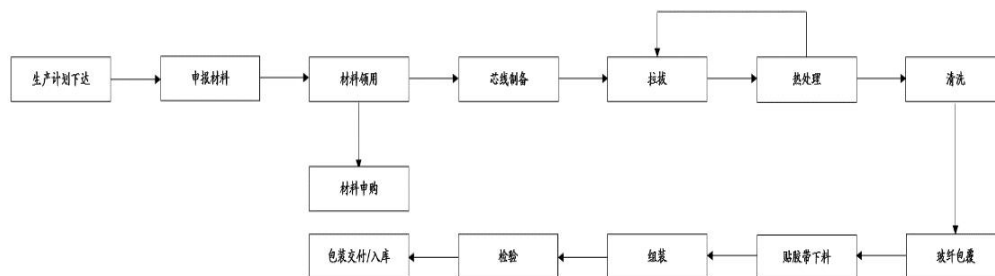 生产计划下达
申报材料
材料领用
芯线制备
拉拔
热处理
清洗
材料申购
包装交付/入库
检验
组装
贴胶带下料
玻纤包覆